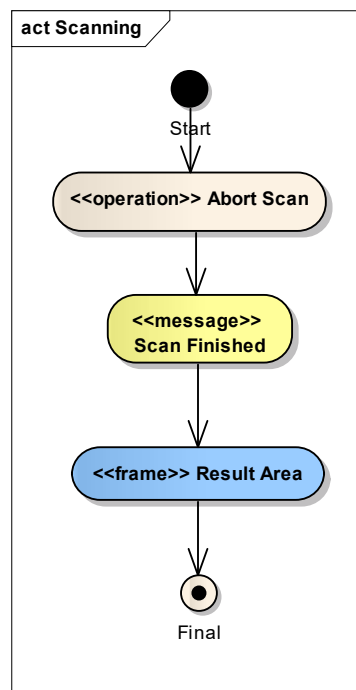 act Scanning
Start
<<operation>> Abort Scan
<<message>>
Scan Finished
<<frame>> Result Area
Final